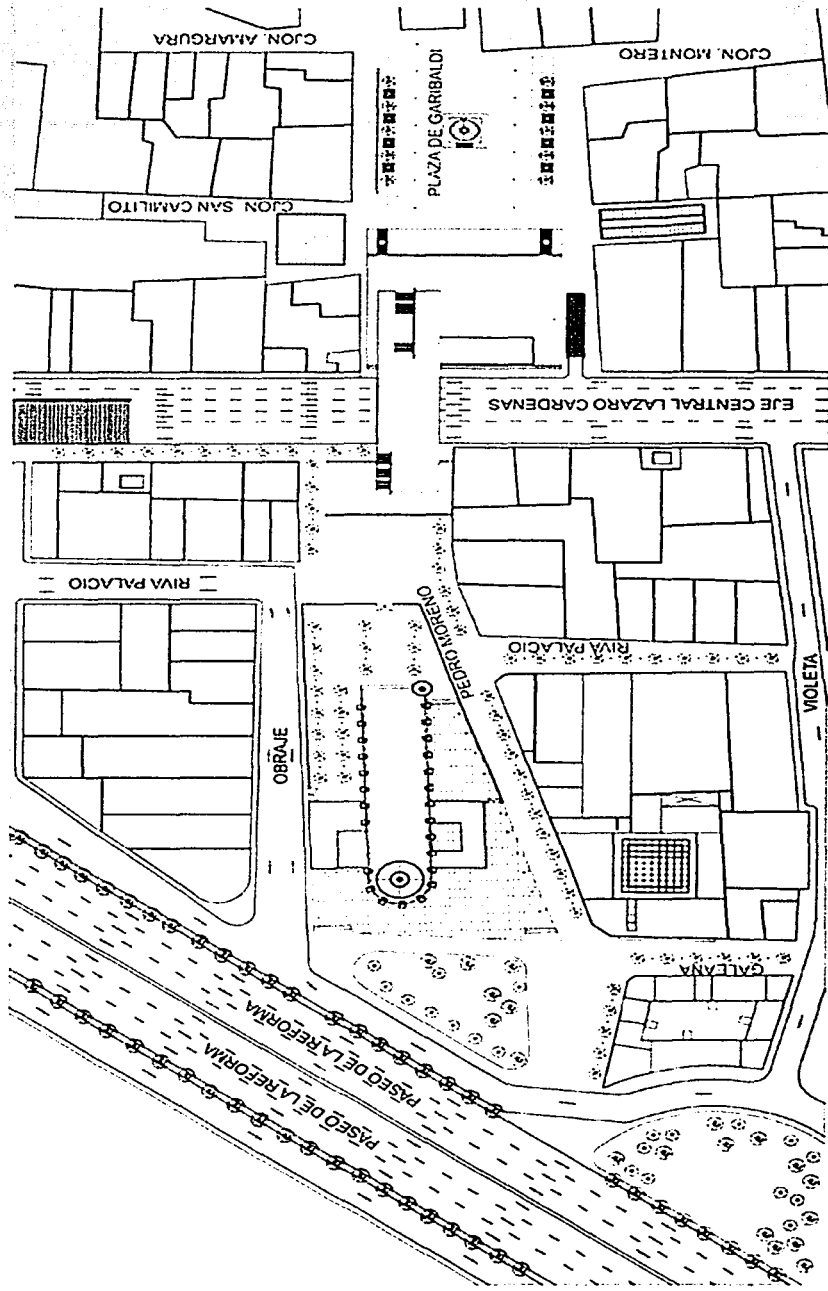 CJON. AMARGURA
CJON. MONTERO
PLAZA DE GARIBALDI
CJON. SAN CAMILITO
EJE CENTRAL LAZARO CARDENAS
RIVA PALACIO
PEDRO MORENO
RIVA PALACIO
OBRAJE
VIOLETA
GALEANA
PASEO DE LA REFORMA
PASEO DE LA REFORMA